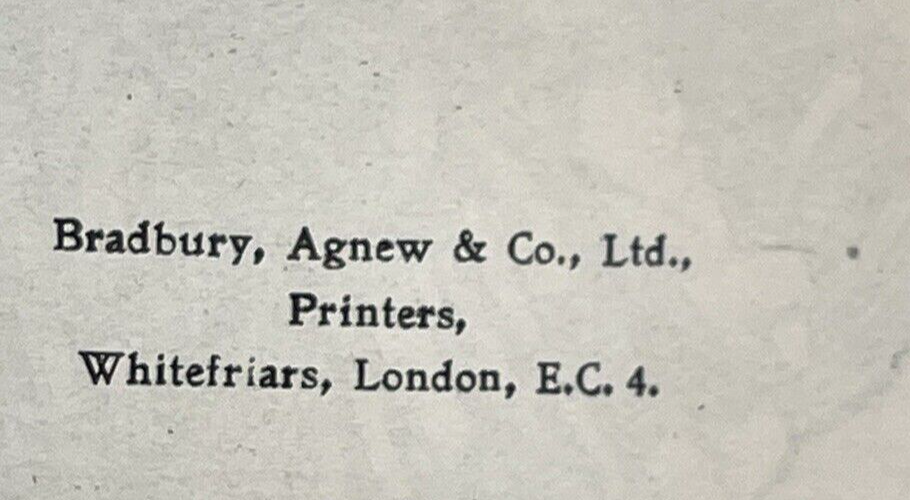 Bradbury, Agnew & Co., Ltd.,
Printers,
Whitefriars, London, E.C. 4.